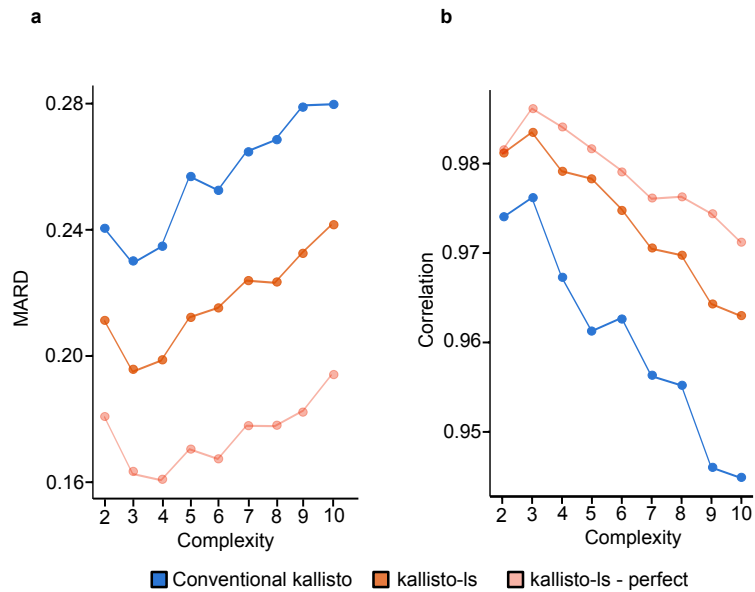 a
MARD
0.28
0.24
0.20
0.16
2 3 4 5 6 7 8 9 10
Complexity
b
Correlation
0.98
0.97
0.96
0.95
2 3 4 5 6 7 8 9 10
Complexity
Conventional kallisto kallisto-ls kallisto-ls - perfect